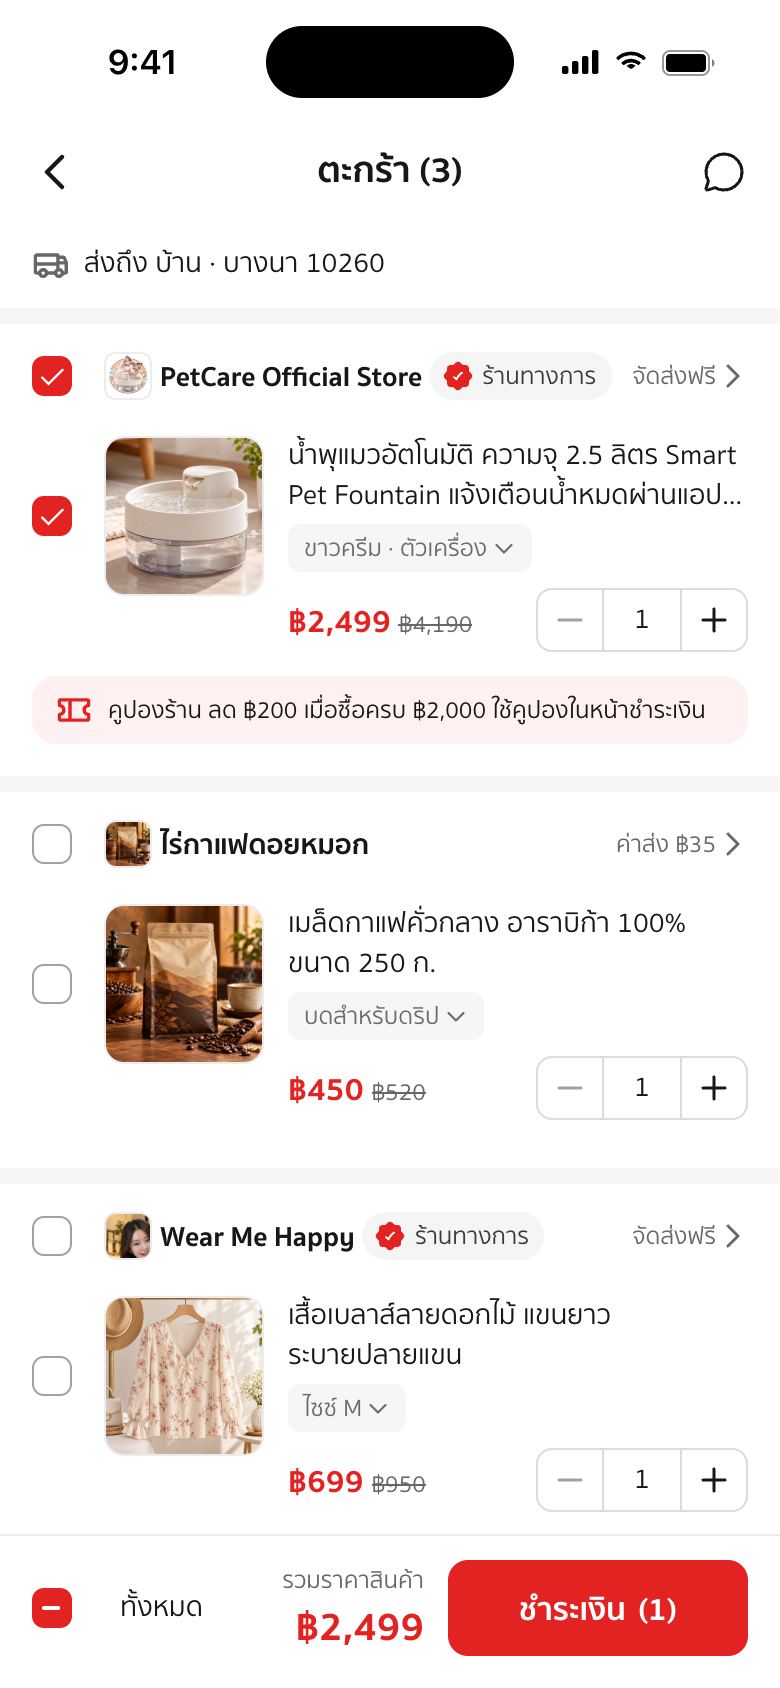 9:41
ตะกร้า (3)
ส่งถึง บ้าน · บางนา 10260
PetCare Official Store ร้านทางการ จัดส่งฟรี
น้ำพุแมวอัตโนมัติ ความจุ 2.5 ลิตร Smart
Pet Fountain แจ้งเตือนน้ำหมดผ่านแอป...
ขาวครีม · ตัวเครื่อง
฿2,499 ฿4,190 1
คูปองร้าน ลด ฿200 เมื่อซื้อครบ ฿2,000 ใช้คูปองในหน้าชำระเงิน
ไร่กาแฟดอยหมอก ค่าส่ง ฿35
เมล็ดกาแฟคั่วกลาง อาราบิก้า 100%
ขนาด 250 ก.
บดสำหรับดริป
฿450 ฿520 1
Wear Me Happy ร้านทางการ จัดส่งฟรี
เสื้อเบลาส์ลายดอกไม้ แขนยาว
ระบายปลายแขน
ไซซ์ M
฿699 ฿950 1
ทั้งหมด
รวมราคาสินค้า
฿2,499
ชำระเงิน (1)